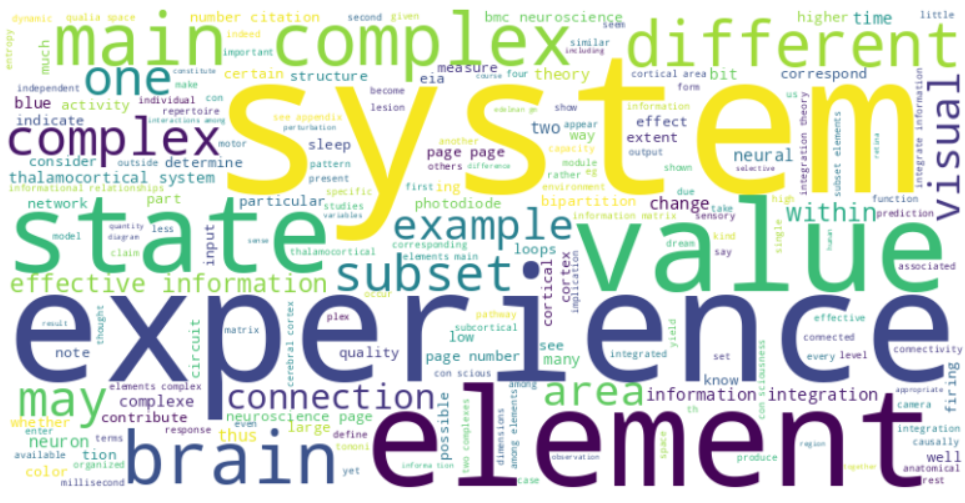 dynamic qualia space number citation bmc neuroscience higher time second given little
entropy indeed seem
much main complex different
important similar including
independent one constitute certain measure four theory cortical area bit correspond
make structure eia course form us
blue activity individual con become edelman gm
repertoire lesion show information
indicate interactions among see appendix two appear effect
motor perturbation another way extent output neural
complex system visual
sleep page page capacity
consider outside determine pattern others difference module shown selective
thalamocortical system present rather eg
informational relationships specific first ing environment due
network part particular photodiode bipartition change take high within function
studies variables information matrix sensory prediction
integration theory subset elements integrate information retina
state example value
model quantity less input corresponding loops dream kind single human
diagram sense thalamocortical elements main say associated
claim
effective information subset cortical cortex implication
occur
experience
result thought plex pathway effective
matrix subcortical connected connectivity
note circuit cerebral cortex quality low see yield set every level
page number many integrated know
con scious con sciousness
may elements complex connection among area information integration appropriate
whether complexe firing
contribute neuroscience page possible th camera
enter response even large two complexes dimensions among elements integration
neuron terms thus define space produce causally well
available tion tomoni region anatomical
color organized brain yet element together
millisecond information case observation rest